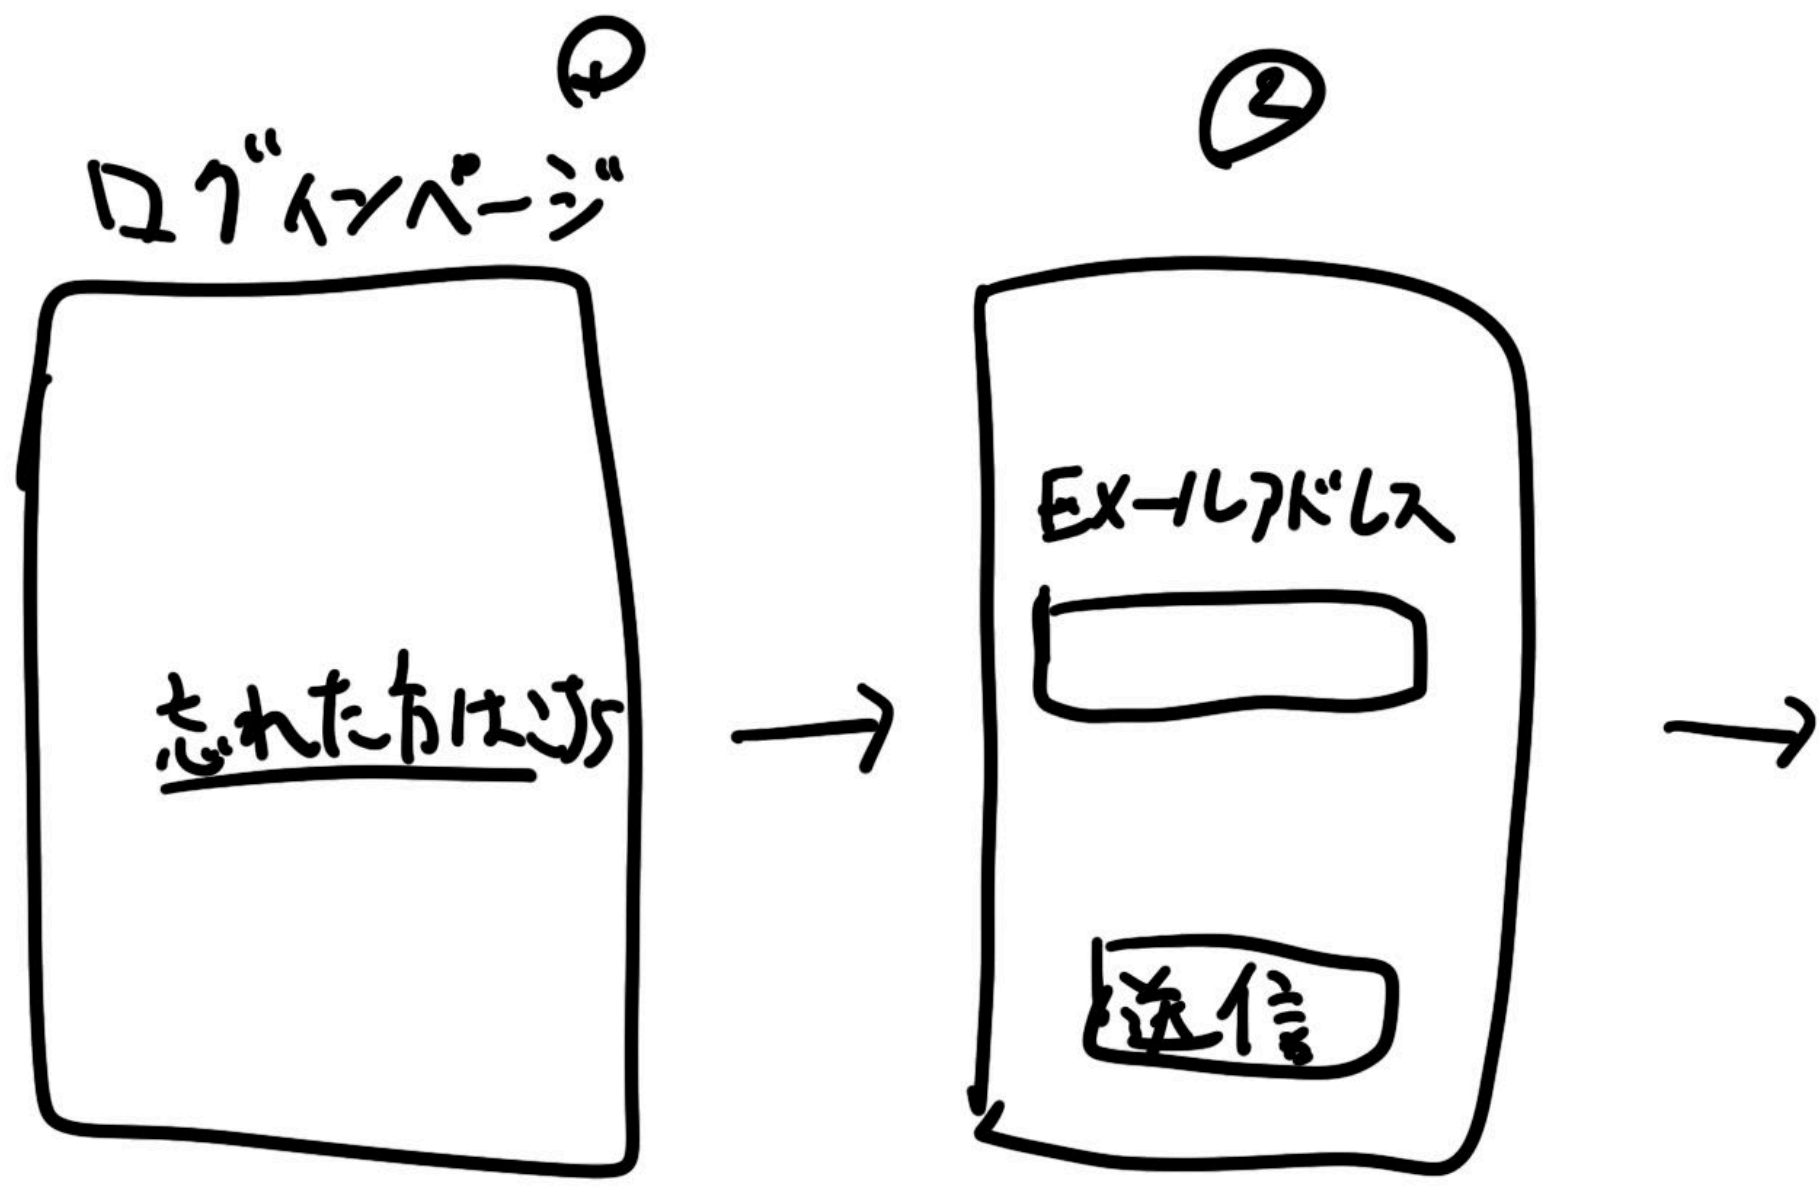 ログインページ
忘れた方はこちら
②
Eメールアドレス
送信